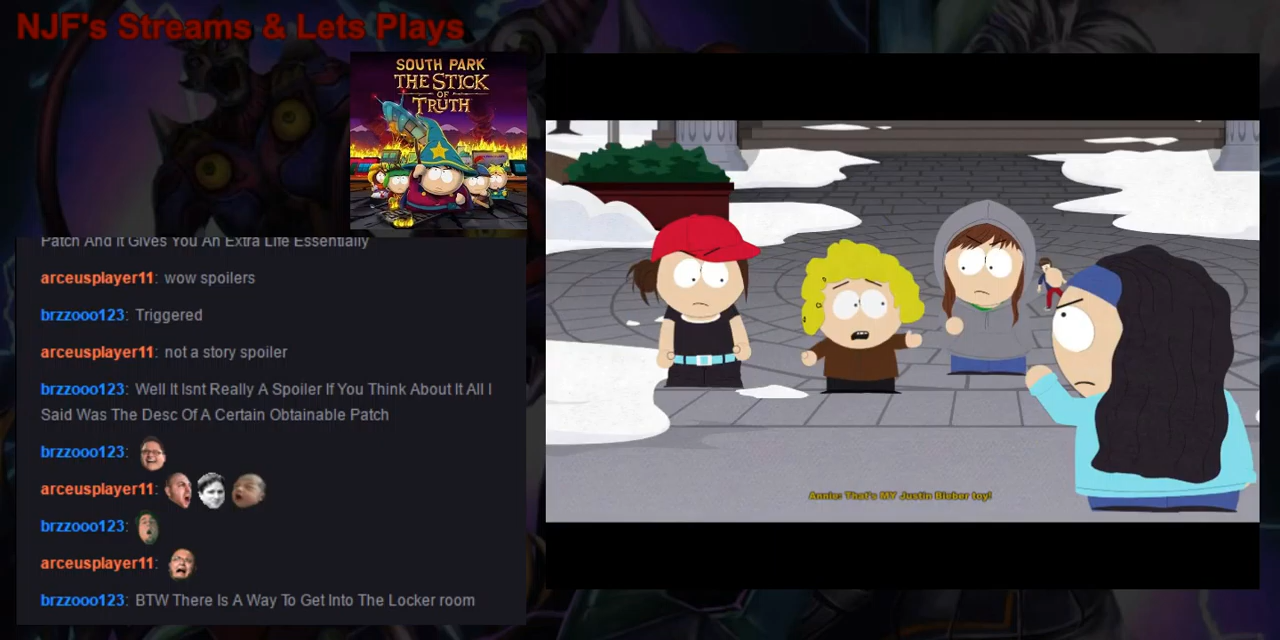 NJF's Streams & Lets Plays
SOUTH PARK
THE STICK
OF
TRUTH
Patch And It Gives You An Extra Life Essentially
arceusplayer11: wow spoilers
brzzooo123: Triggered
arceusplayer11: not a story spoiler
brzzooo123: Well It Isnt Really A Spoiler If You Think About It All I
Said Was The Desc Of A Certain Obtainable Patch
brzzooo123:
arceusplayer11:
brzzooo123:
arceusplayer11:
brzzooo123: BTW There Is A Way To Get Into The Locker room
Annie: That's MY Justin Bieber toy!